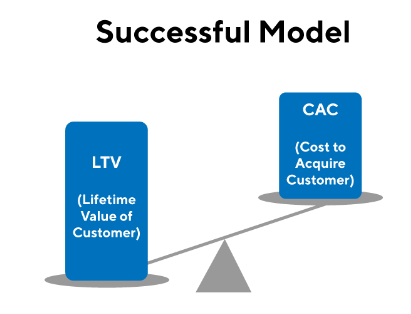 Successful Model
LTV
(Lifetime
Value of
Customer)
CAC
(Cost to
Acquire
Customer)